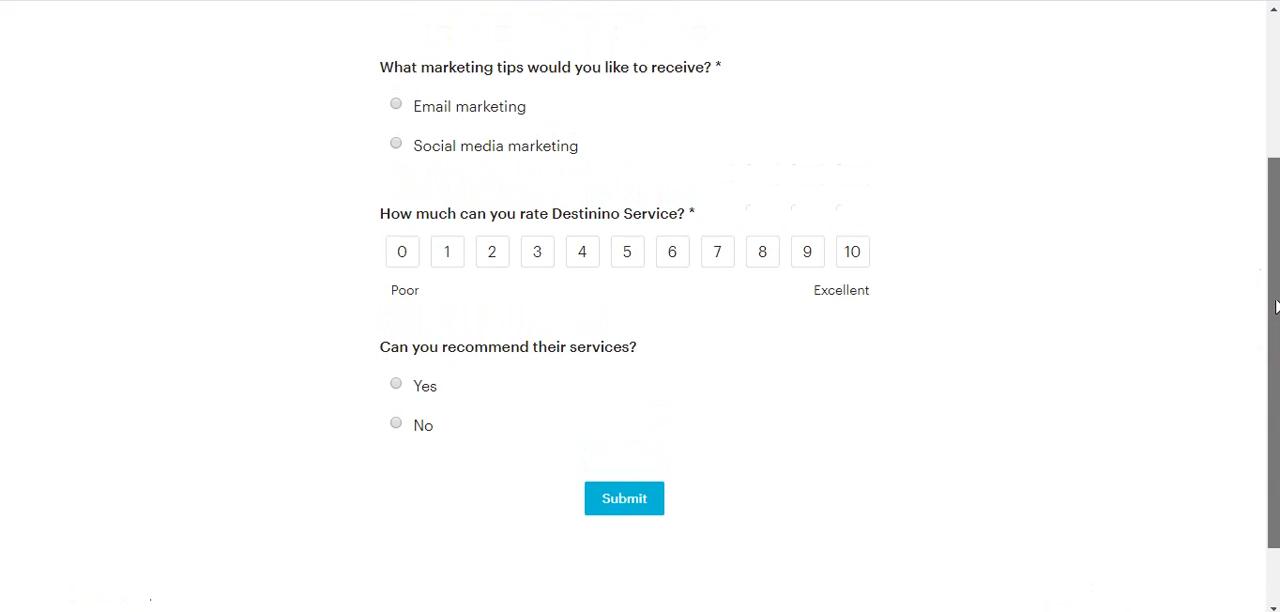 What marketing tips would you like to receive? *
Email marketing
Social media marketing
How much can you rate Destinino Service? *
0 1 2 3 4 5 6 7 8 9 10
Poor Excellent
Can you recommend their services?
Yes
No
Submit